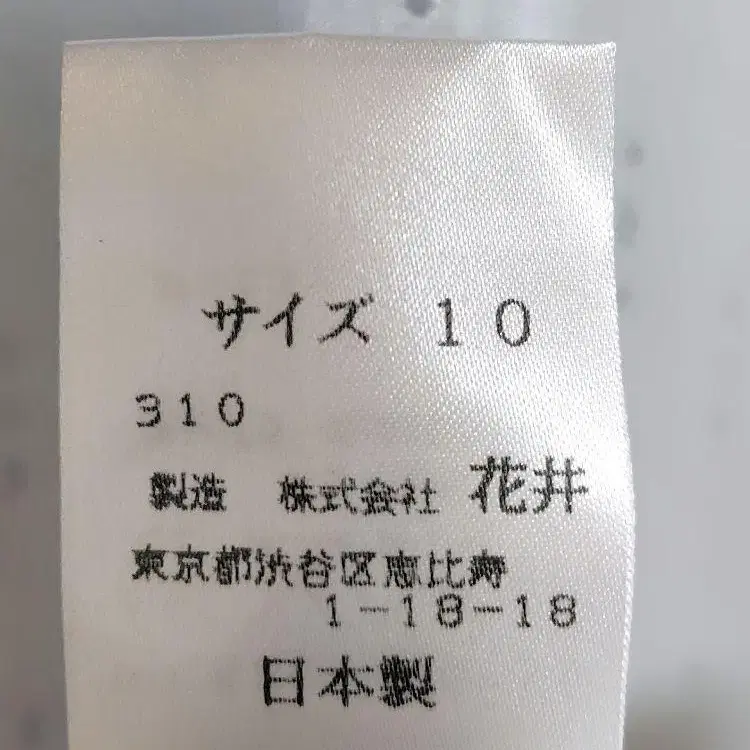 サイズ 10
310
製造 株式会社 花井
東京都渋谷区恵比寿
1-18-18
日本製